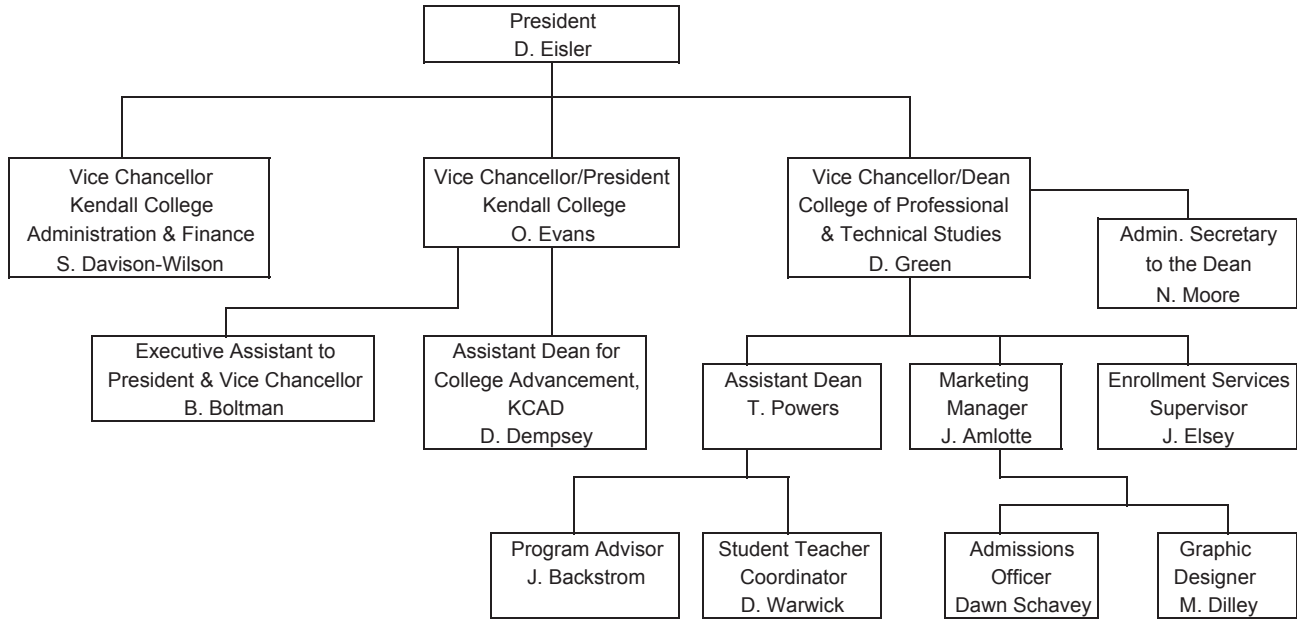 President
D. Eisler
Vice Chancellor
Kendall College
Administration & Finance
S. Davison-Wilson
Vice Chancellor/President
Kendall College
O. Evans
Vice Chancellor/Dean
College of Professional
& Technical Studies
D. Green
Admin. Secretary
to the Dean
N. Moore
Executive Assistant to
President & Vice Chancellor
B. Boltman
Assistant Dean for
College Advancement,
KCAD
D. Dempsey
Assistant Dean
T. Powers
Marketing
Manager
J. Amlotte
Enrollment Services
Supervisor
J. Elsey
Program Advisor
J. Backstrom
Student Teacher
Coordinator
D. Warwick
Admissions
Officer
Dawn Schavey
Graphic
Designer
M. Dilley